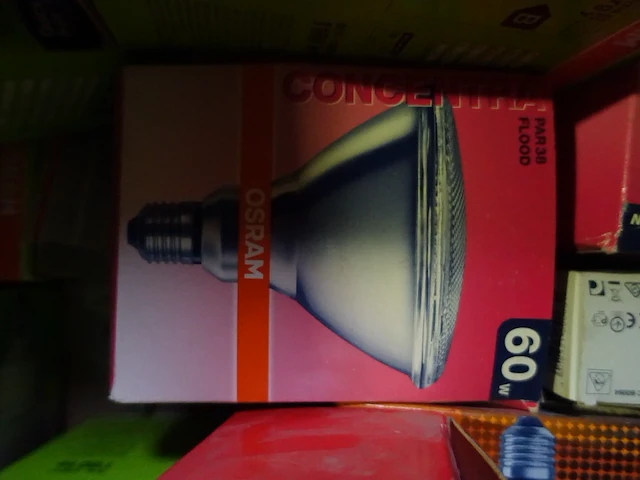 CONCENTRA
PAR 38
FLOOD
OSRAM
60 W